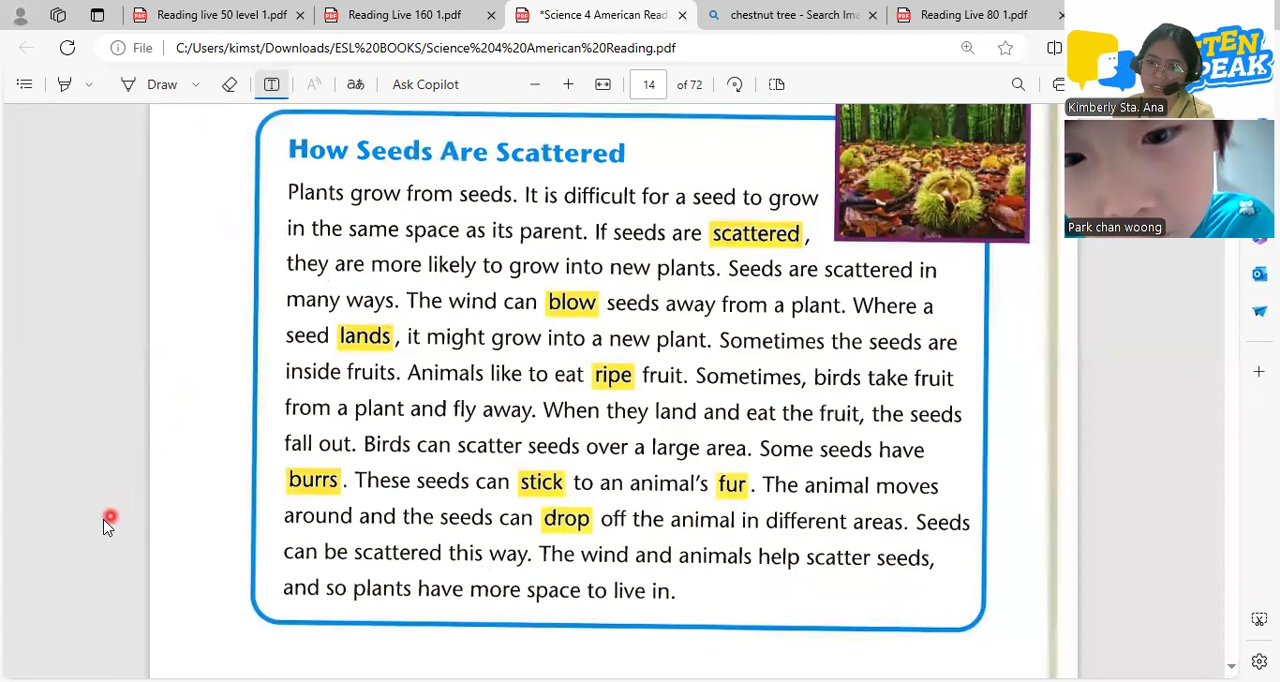 Reading live 50 level 1.pdf
Reading Live 160 1.pdf
*Science 4 American Read
chestnut tree - Search Ima
Reading Live 80 1.pdf
File
C:/Users/kimst/Downloads/ESL%20BOOKS/Science%204%20American%20Reading.pdf
Draw
aあ
Ask Copilot
14
of 72
TEN
PEAK
Kimberly Sta. Ana
Park chan woong
How Seeds Are Scattered
Plants grow from seeds. It is difficult for a seed to grow
in the same space as its parent. If seeds are scattered,
they are more likely to grow into new plants. Seeds are scattered in
many ways. The wind can blow seeds away from a plant. Where a
seed lands, it might grow into a new plant. Sometimes the seeds are
inside fruits. Animals like to eat ripe fruit. Sometimes, birds take fruit
from a plant and fly away. When they land and eat the fruit, the seeds
fall out. Birds can scatter seeds over a large area. Some seeds have
burrs. These seeds can stick to an animal's fur. The animal moves
around and the seeds can drop off the animal in different areas. Seeds
can be scattered this way. The wind and animals help scatter seeds,
and so plants have more space to live in.